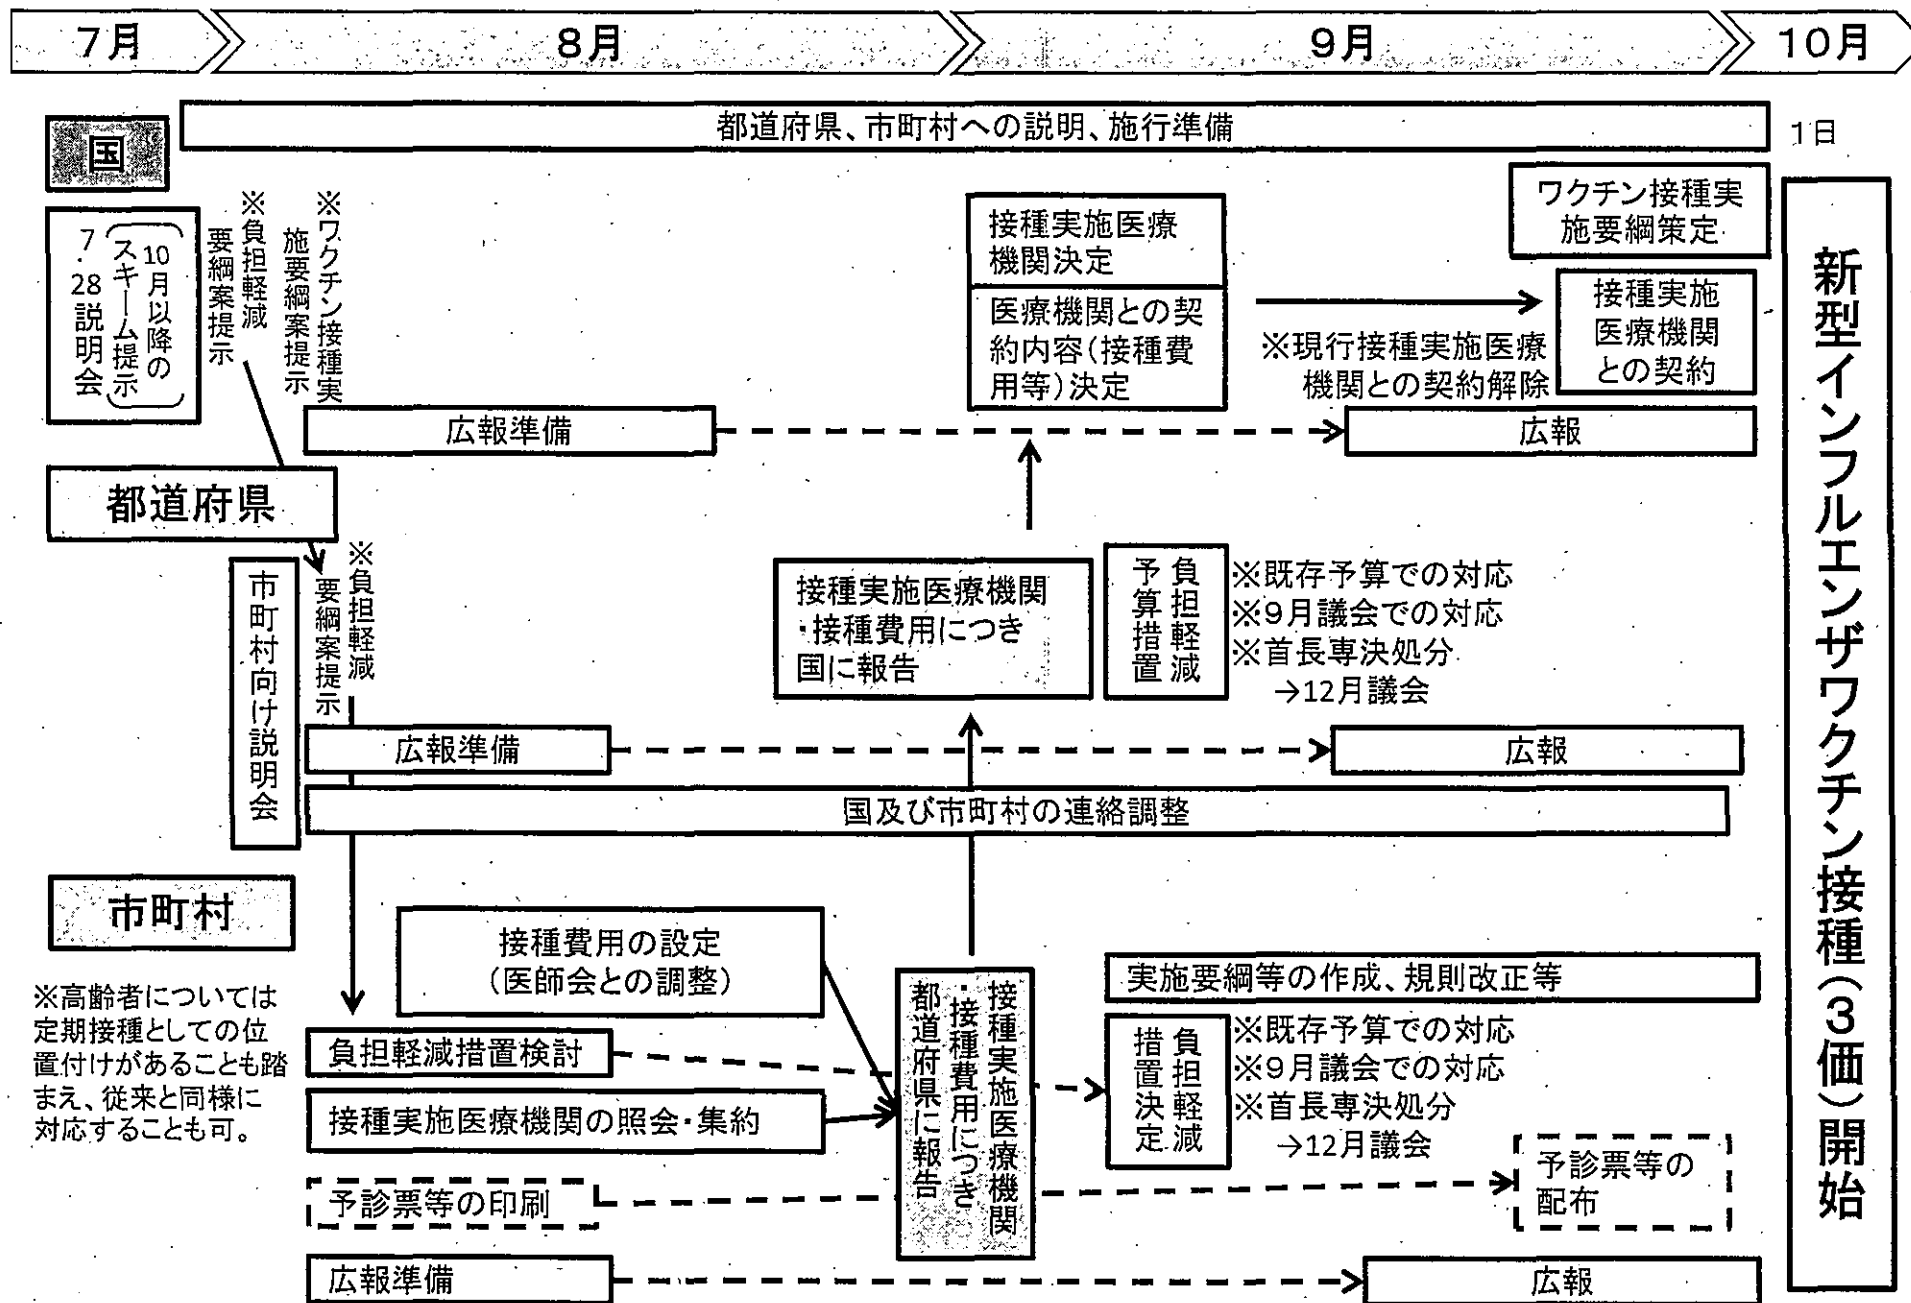 7月
8月
9月
10月
国
都道府県、市町村への説明、施行準備
1日
7.28説明会
10月以降の
スキーム提示
※負担軽減
要綱案提示
※ワクチン接種実
施要綱案提示
接種実施医療
機関決定
医療機関との契
約内容(接種費
用等)決定
※現行接種実施医療
機関との契約解除
ワクチン接種実
施要綱策定
接種実施
医療機関
との契約
広報準備
広報
都道府県
市町村向け説明会
※負担軽減
要綱案提示
接種実施医療機関
・接種費用につき
国に報告
負担軽減
予算措置
※既存予算での対応
※9月議会での対応
※首長専決処分
→12月議会
広報準備
広報
国及び市町村の連絡調整
市町村
※高齢者については
定期接種としての位
置付けがあることも踏
まえ、従来と同様に
対応することも可。
接種費用の設定
(医師会との調整)
負担軽減措置検討
接種実施医療機関の照会・集約
予診票等の印刷
広報準備
接種実施医療機関
・接種費用につき
都道府県に報告
実施要綱等の作成、規則改正等
負担軽減
措置決定
※既存予算での対応
※9月議会での対応
※首長専決処分
→12月議会
予診票等の
配布
広報
新型インフルエンザワクチン接種(3価)開始